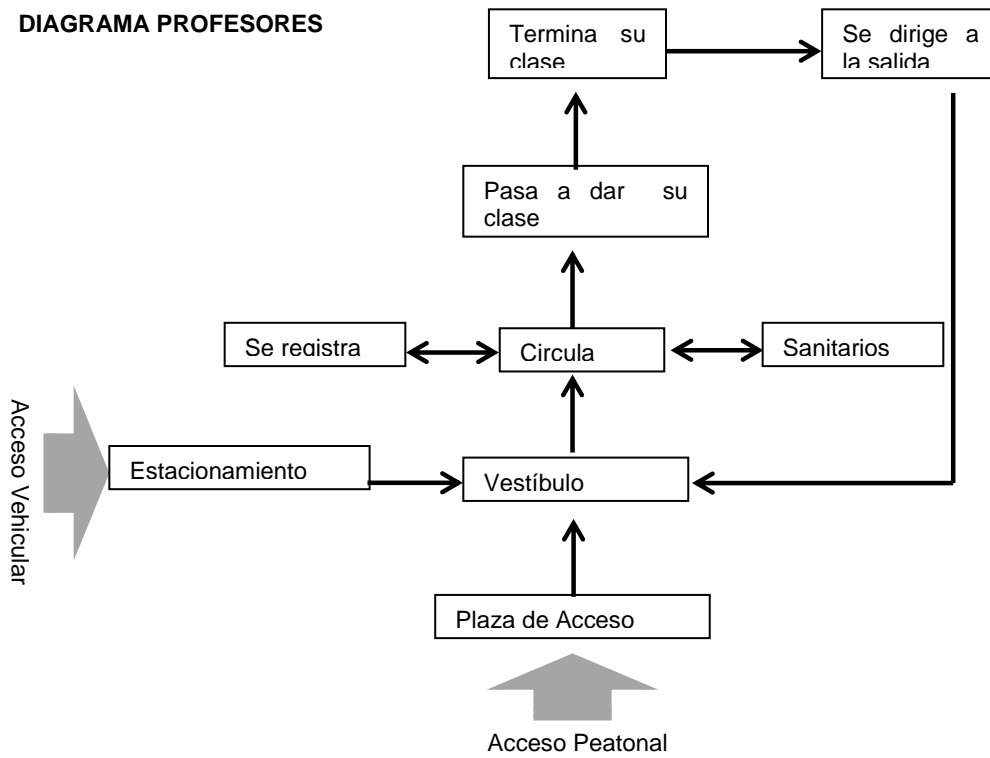 DIAGRAMA PROFESORES
Termina su
clase
Se dirige a
la salida
Pasa a dar su
clase
Se registra
Circula
Sanitarios
Acceso Vehicular
Estacionamiento
Vestíbulo
Plaza de Acceso
Acceso Peatonal